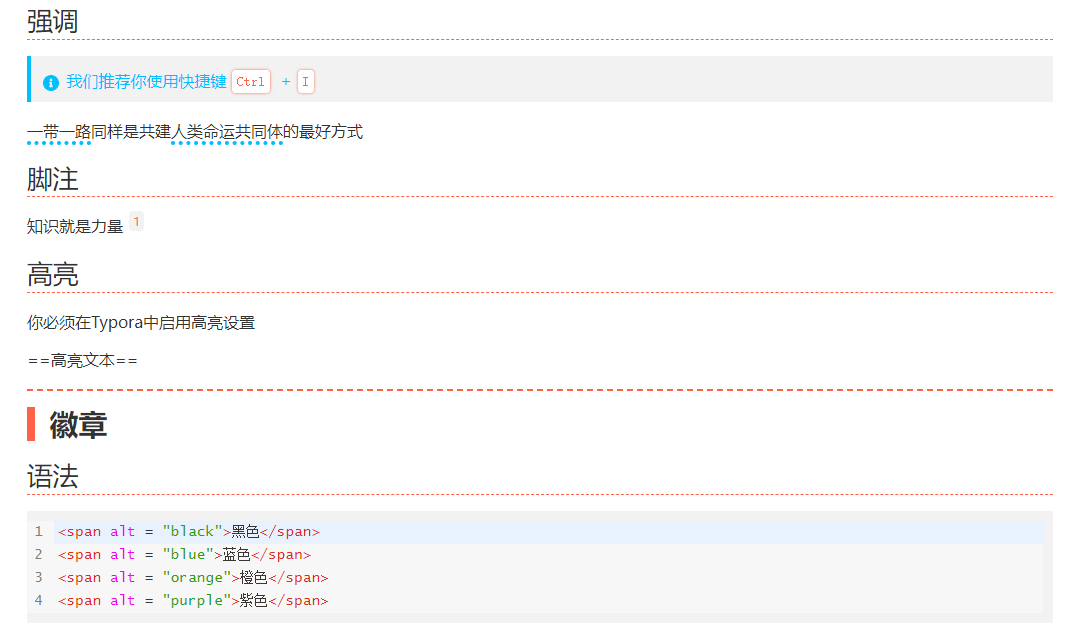 强调
我们推荐你使用快捷键 Ctrl + I
一带一路同样是共建人类命运共同体的最好方式
脚注
知识就是力量 1
高亮
你必须在Typora中启用高亮设置
==高亮文本==
徽章
语法
1 <span alt = "black">黑色</span>
2 <span alt = "blue">蓝色</span>
3 <span alt = "orange">橙色</span>
4 <span alt = "purple">紫色</span>